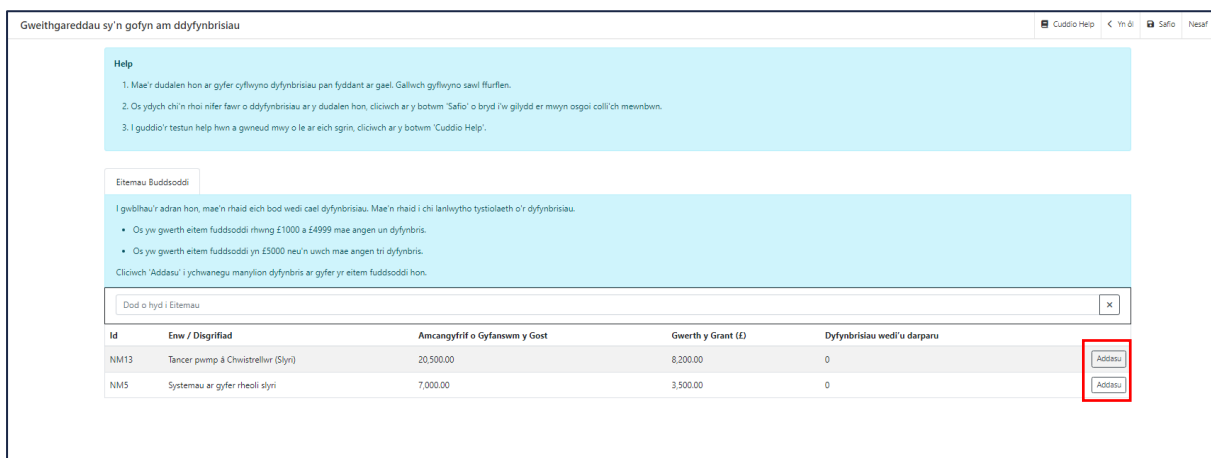 Gweithgareddau sy'n gofyn am ddyfynbrisiau
Cuddio Help Yn ôl Safio Nesaf
Help
1. Mae'r dudalen hon ar gyfer cyflwyno dyfynbrisiau pan fyddant ar gael. Gallwch gyflwyno sawl ffurflen.
2. Os ydych chi'n rhoi nifer fawr o ddyfynbrisiau ar y dudalen hon, cliciwch ar y botwm 'Safio' o bryd i'w gilydd er mwyn osgoi colli'ch mewnbwn.
3. I guddio'r testun help hwn a gwneud mwy o le ar eich sgrin, cliciwch ar y botwm 'Cuddio Help'.
Eitemau Buddsoddi
I gwblhau'r adran hon, mae'n rhaid eich bod wedi cael dyfynbrisiau. Mae'n rhaid i chi lanlwytho tystiolaeth o'r dyfynbrisiau.
• Os yw gwerth eitem fuddsoddi rhwng £1000 a £4999 mae angen un dyfynbris.
• Os yw gwerth eitem fuddsoddi yn £5000 neu'n uwch mae angen tri dyfynbris.
Cliciwch 'Addasu' i ychwanegu manylion dyfynbris ar gyfer yr eitem fuddsoddi hon.
Dod o hyd i Eitemau
Id Enw / Disgrifiad Amcangyfrif o Gyfanswm y Gost Gwerth y Grant (£) Dyfynbrisiau wedi'u darparu
NM13 Tancer pwmp â Chwistrellwr (Slyri) 20,500.00 8,200.00 0 Addasu
NM5 Systemau ar gyfer rheoli slyri 7,000.00 3,500.00 0 Addasu